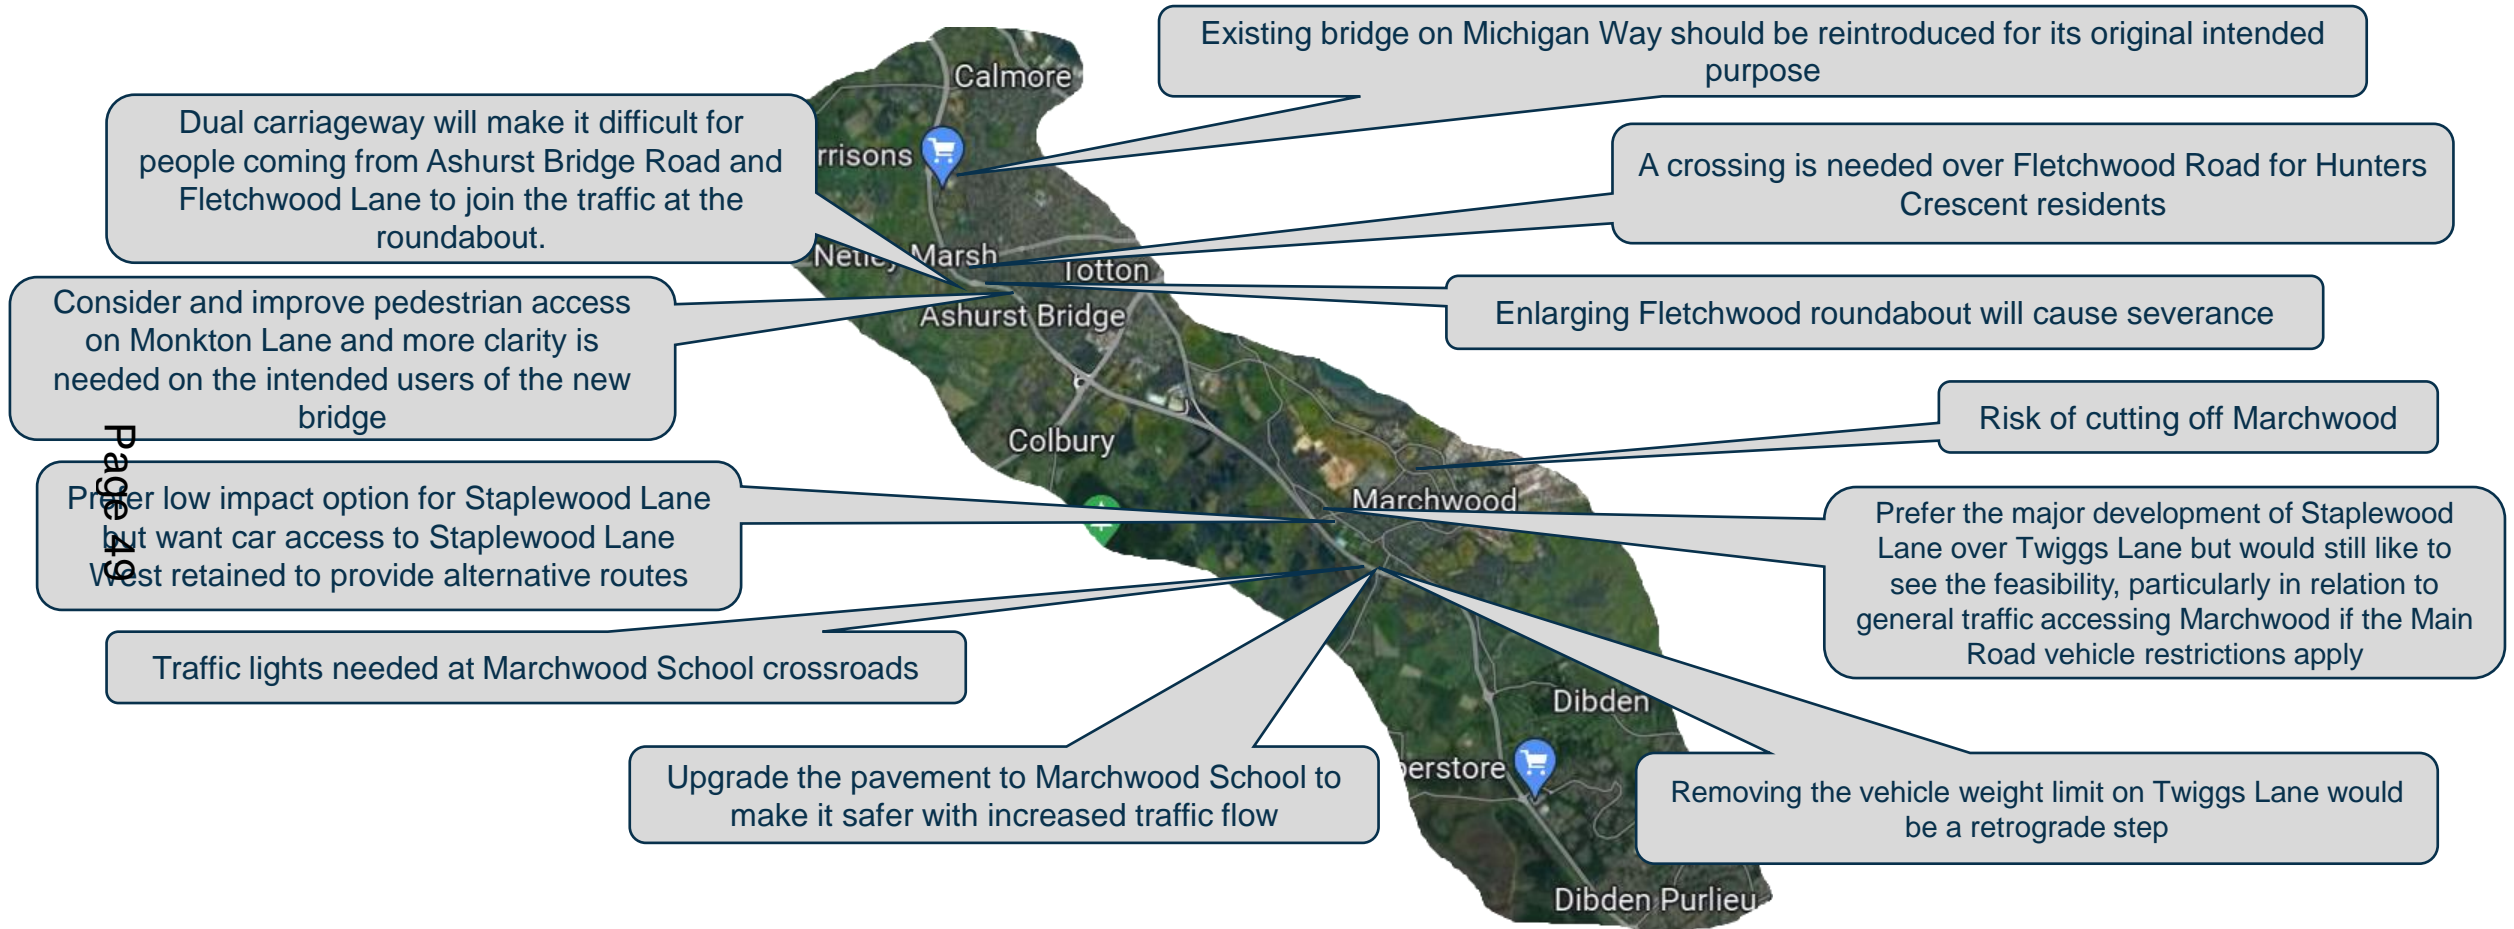 Existing bridge on Michigan Way should be reintroduced for its original intended
purpose
Calmore
Dual carriageway will make it difficult for
people coming from Ashurst Bridge Road and
Fletchwood Lane to join the traffic at the
roundabout.
rrisons
A crossing is needed over Fletchwood Road for Hunters
Crescent residents
Netley Marsh
Totton
Consider and improve pedestrian access
on Monkton Lane and more clarity is
needed on the intended users of the new
bridge
Enlarging Fletchwood roundabout will cause severance
Ashurst Bridge
Risk of cutting off Marchwood
Colbury
Page 49
Prefer low impact option for Staplewood Lane
but want car access to Staplewood Lane
West retained to provide alternative routes
Marchwood
Prefer the major development of Staplewood
Lane over Twiggs Lane but would still like to
see the feasibility, particularly in relation to
general traffic accessing Marchwood if the Main
Road vehicle restrictions apply
Traffic lights needed at Marchwood School crossroads
Dibden
Upgrade the pavement to Marchwood School to
make it safer with increased traffic flow
perstore
Removing the vehicle weight limit on Twiggs Lane would
be a retrograde step
Dibden Purlieu